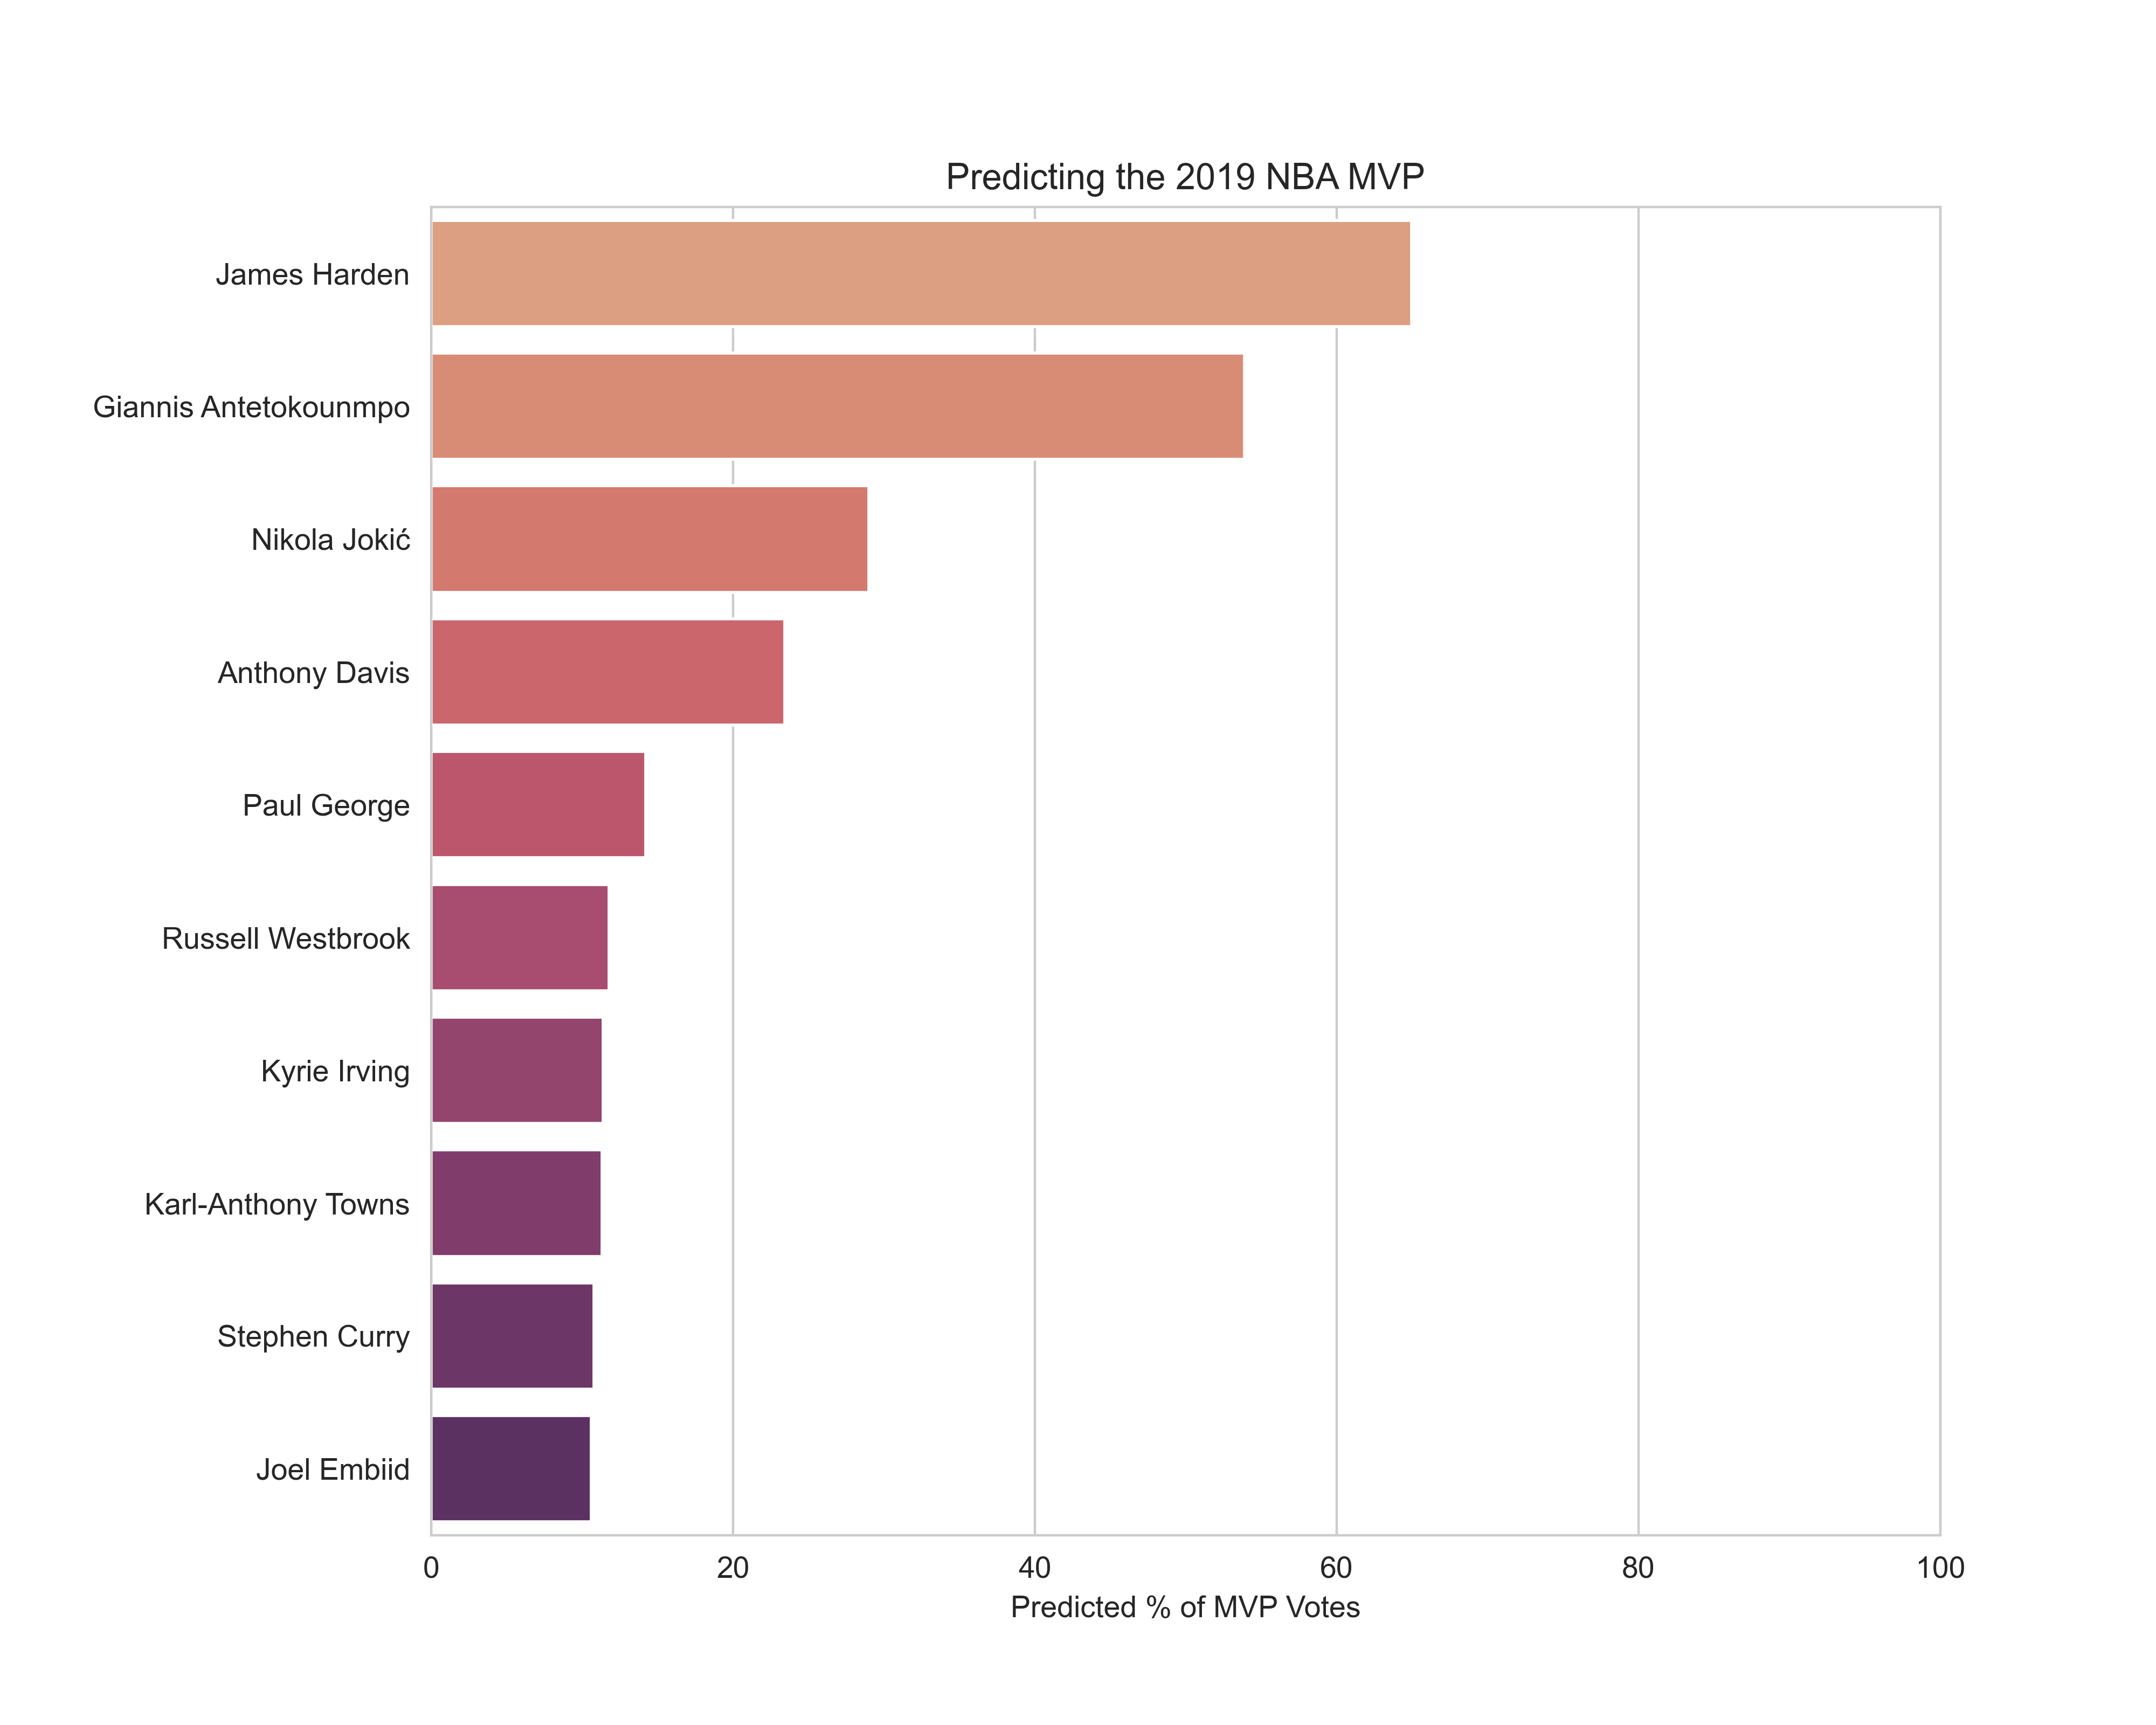 Predicting the 2019 NBA MVP
James Harden
Giannis Antetokounmpo
Nikola Jokić
Anthony Davis
Paul George
Russell Westbrook
Kyrie Irving
Karl-Anthony Towns
Stephen Curry
Joel Embiid
0 20 40 60 80 100
Predicted % of MVP Votes